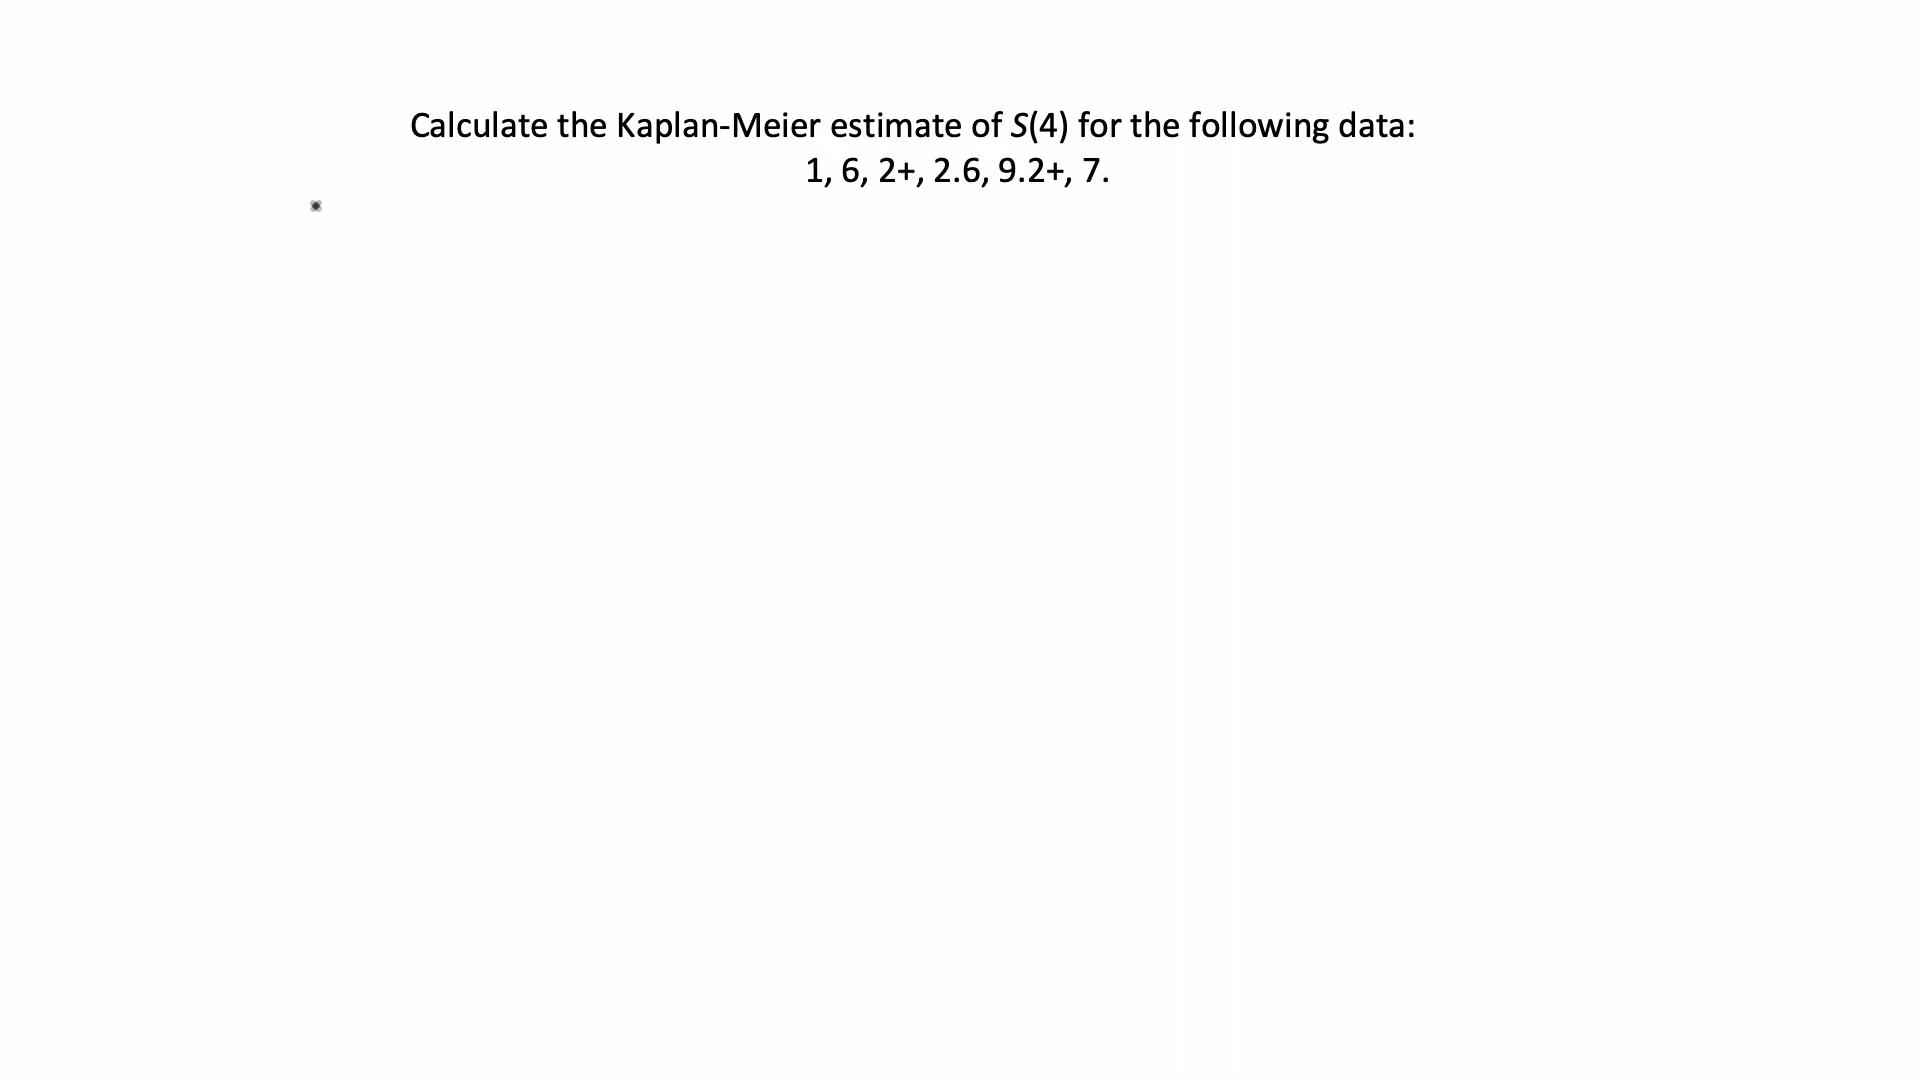 Calculate the Kaplan-Meier estimate of S(4) for the following data:
1, 6, 2+, 2.6, 9.2+, 7.